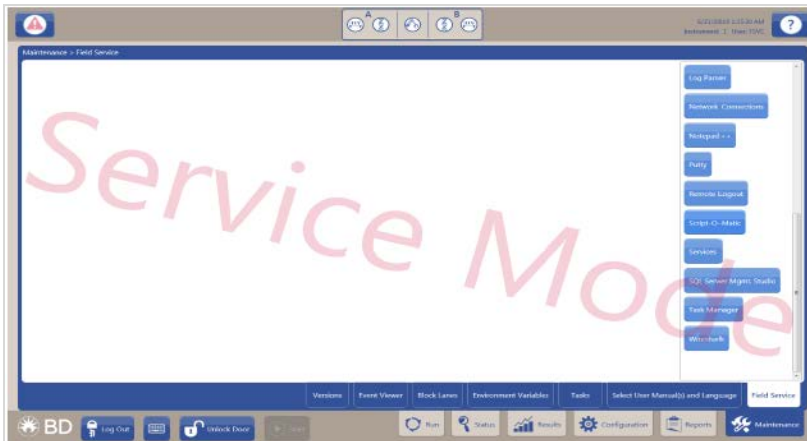 A
B
?
Maintenance > Field Service
Log Parser
Network Connections
Notepad++
Putty
Remote Logout
Script-O-Matic
Services
SQL Server Mgmt Studio
Task Manager
Wireshark
Service Mode
Versions Event Viewer Block Lanes Environment Variables Tasks Select User Manual(s) and Language Field Service
BD Log Out Unlock Door Start Run Status Results Configuration Reports Maintenance